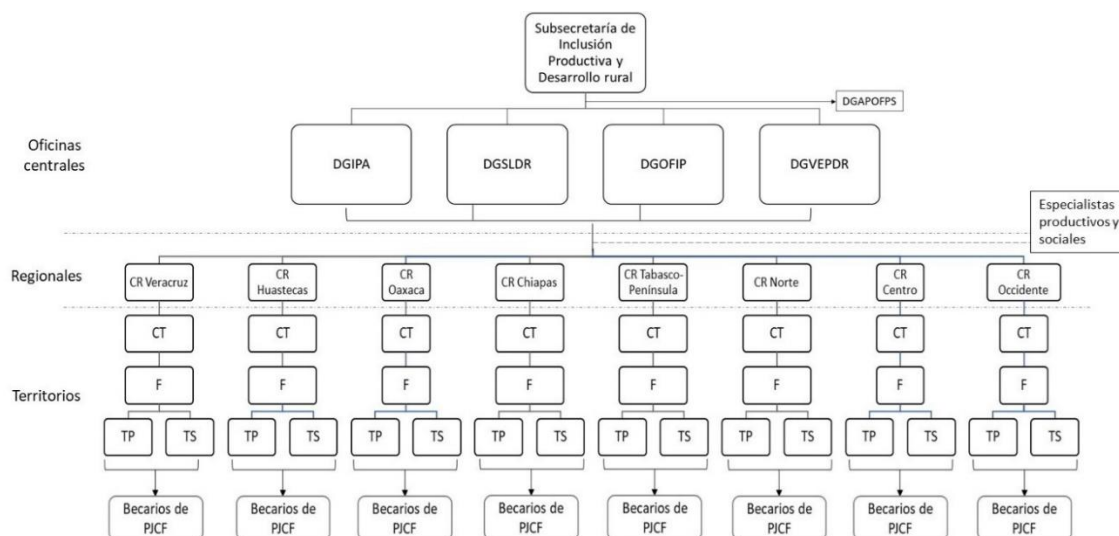 Subsecretaría de
Inclusión
Productiva y
Desarrollo rural
DGAPOFPS
Oficinas
centrales
DGIPA
DGSLDR
DGOFIP
DGVEPDR
Especialistas
productivos y
sociales
Regionales
CR Veracruz
CR
Huastecas
CR
Oaxaca
CR Chiapas
CR Tabasco-
Península
CR Norte
CR
Centro
CR
Occidente
CT
CT
CT
CT
CT
CT
CT
CT
Territorios
F
F
F
F
F
F
F
F
TP
TS
TP
TS
TP
TS
TP
TS
TP
TS
TP
TS
TP
TS
TP
TS
Becarios de
PJCF
Becarios de
PJCF
Becarios de
PJCF
Becarios de
PJCF
Becarios de
PJCF
Becarios de
PJCF
Becarios de
PJCF
Becarios de
PJCF